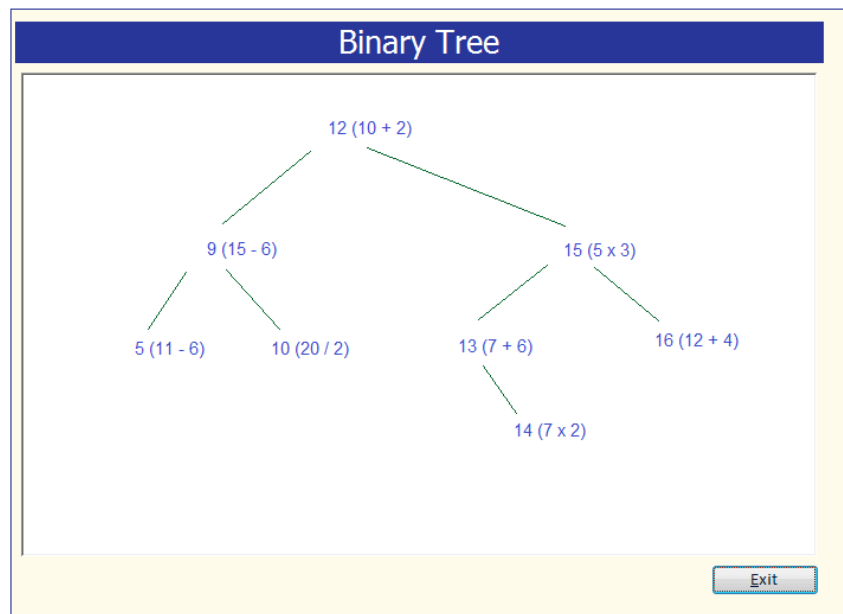 Binary Tree
12 (10 + 2)
9 (15 - 6)
15 (5 x 3)
5 (11 - 6)
10 (20 / 2)
13 (7 + 6)
16 (12 + 4)
14 (7 x 2)
Exit